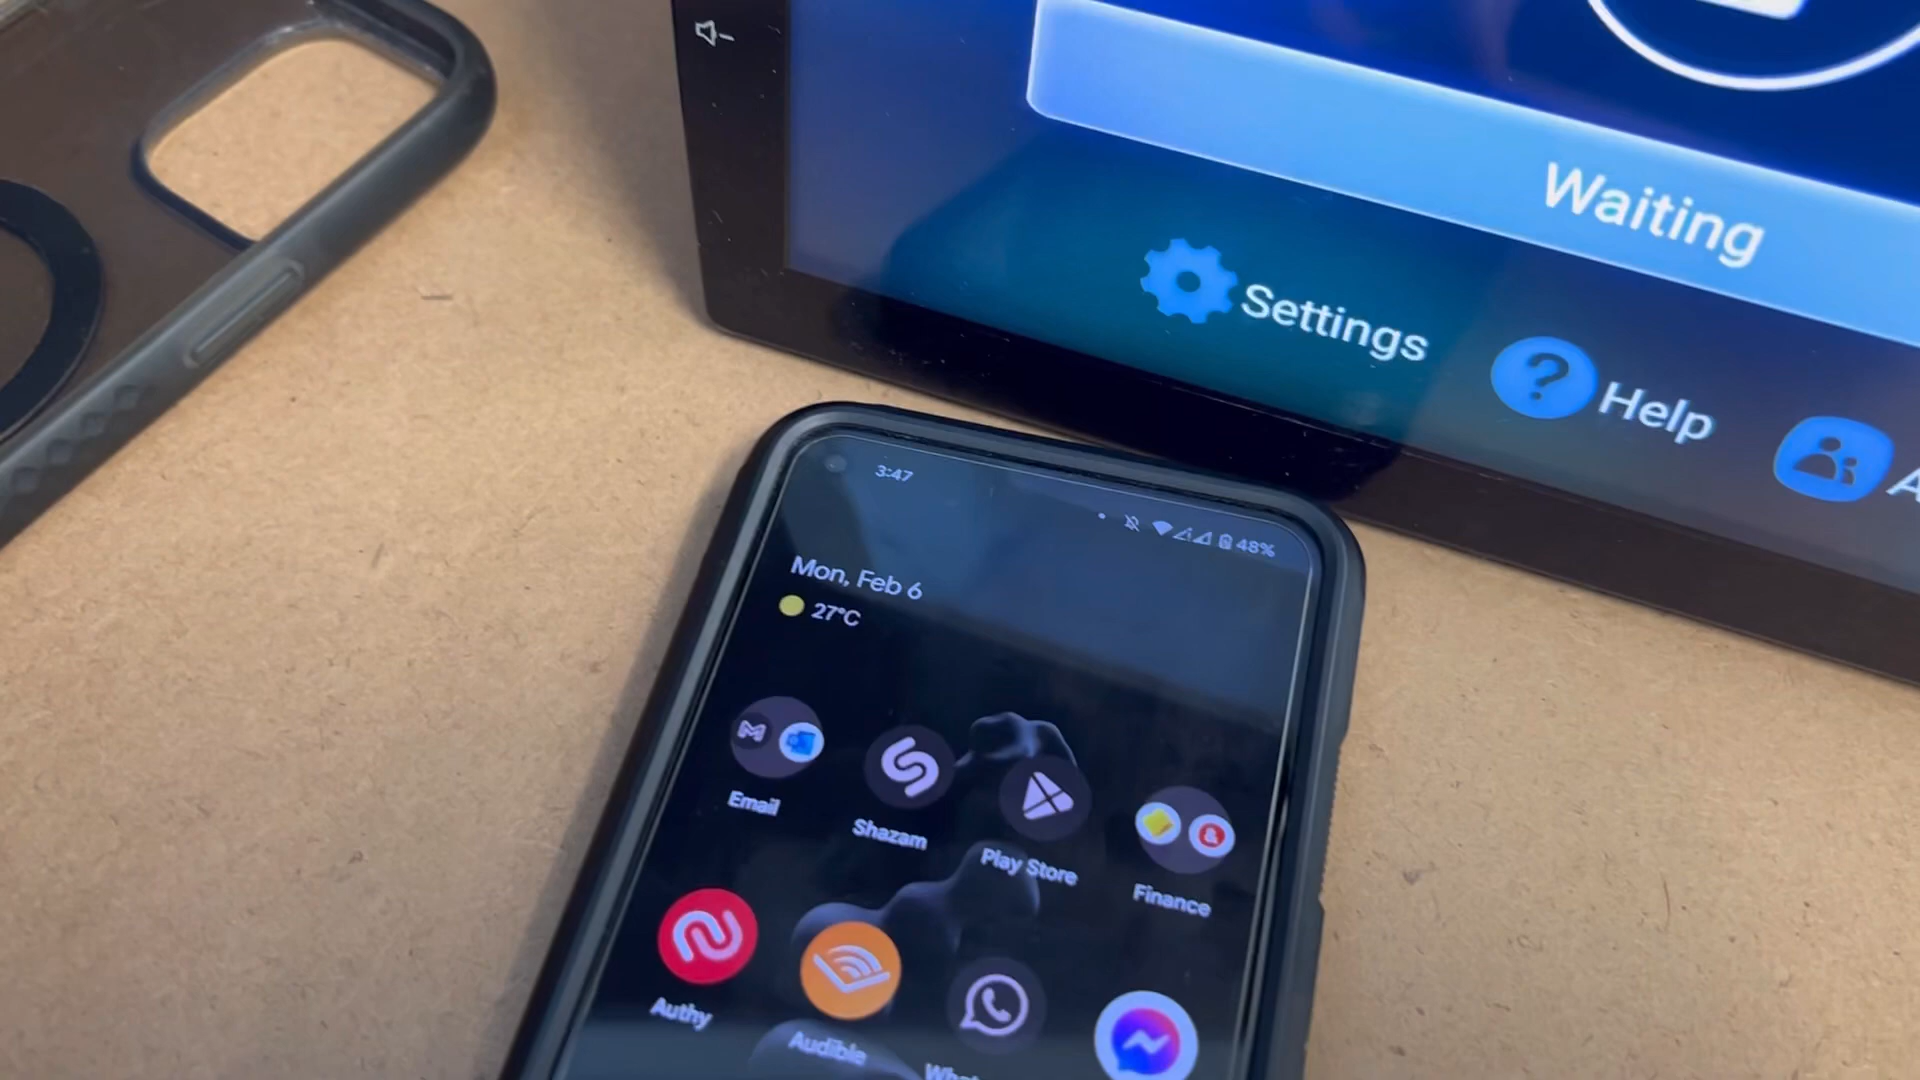 Waiting
Settings
Help
3:47
48%
Mon, Feb 6
27°C
Email
Shazam
Play Store
Finance
Authy
Audible